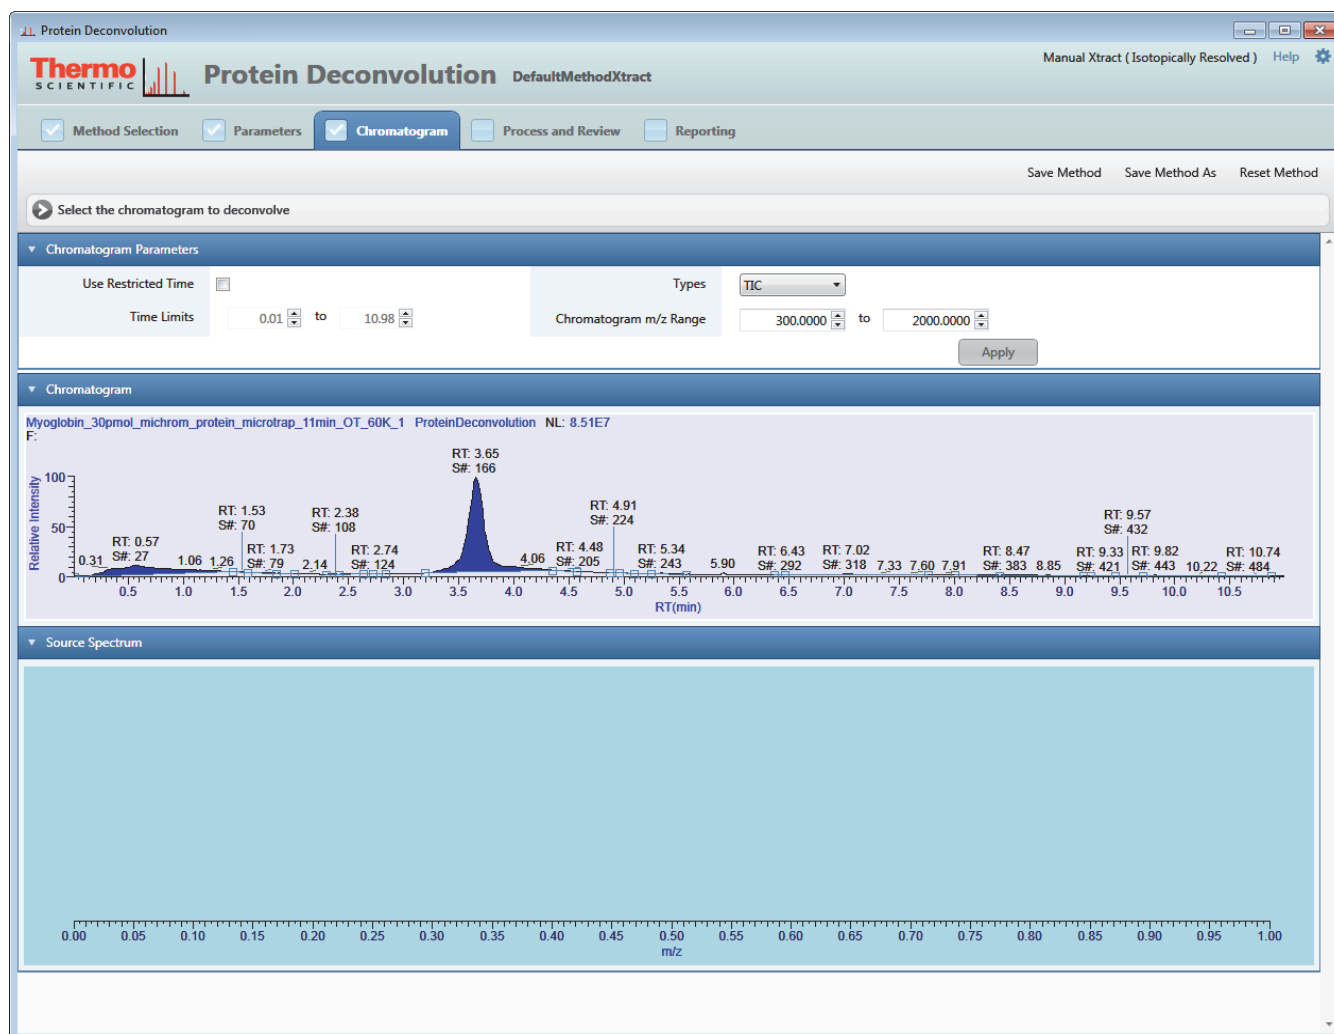 Protein Deconvolution
Thermo
SCIENTIFIC
Protein Deconvolution DefaultMethodXtract
Manual Xtract ( Isotopically Resolved ) Help
Method Selection Parameters Chromatogram Process and Review Reporting
Save Method Save Method As Reset Method
Select the chromatogram to deconvolve
Chromatogram Parameters
Use Restricted Time Types TIC
Time Limits 0.01 to 10.98 Chromatogram m/z Range 300.0000 to 2000.0000
Apply
Chromatogram
Myoglobin_30pmol_michrom_protein_microtrap_11min_OT_60K_1 ProteinDeconvolution NL: 8.51E7
F:
Relative Intensity
100
50
0
0.31
RT: 0.57
S#: 27
1.06
1.26
RT: 1.53
S#: 70
RT: 1.73
S#: 79
2.14
RT: 2.38
S#: 108
RT: 2.74
S#: 124
RT: 3.65
S#: 166
4.06
RT: 4.48
S#: 205
RT: 4.91
S#: 224
RT: 5.34
S#: 243
5.90
RT: 6.43
S#: 292
RT: 7.02
S#: 318
7.33
7.60
7.91
RT: 8.47
S#: 383
8.85
RT: 9.33
S#: 421
RT: 9.57
S#: 432
RT: 9.82
S#: 443
10.22
RT: 10.74
S#: 484
0.5 1.0 1.5 2.0 2.5 3.0 3.5 4.0 4.5 5.0 5.5 6.0 6.5 7.0 7.5 8.0 8.5 9.0 9.5 10.0 10.5
RT(min)
Source Spectrum
0.00 0.05 0.10 0.15 0.20 0.25 0.30 0.35 0.40 0.45 0.50 0.55 0.60 0.65 0.70 0.75 0.80 0.85 0.90 0.95 1.00
m/z